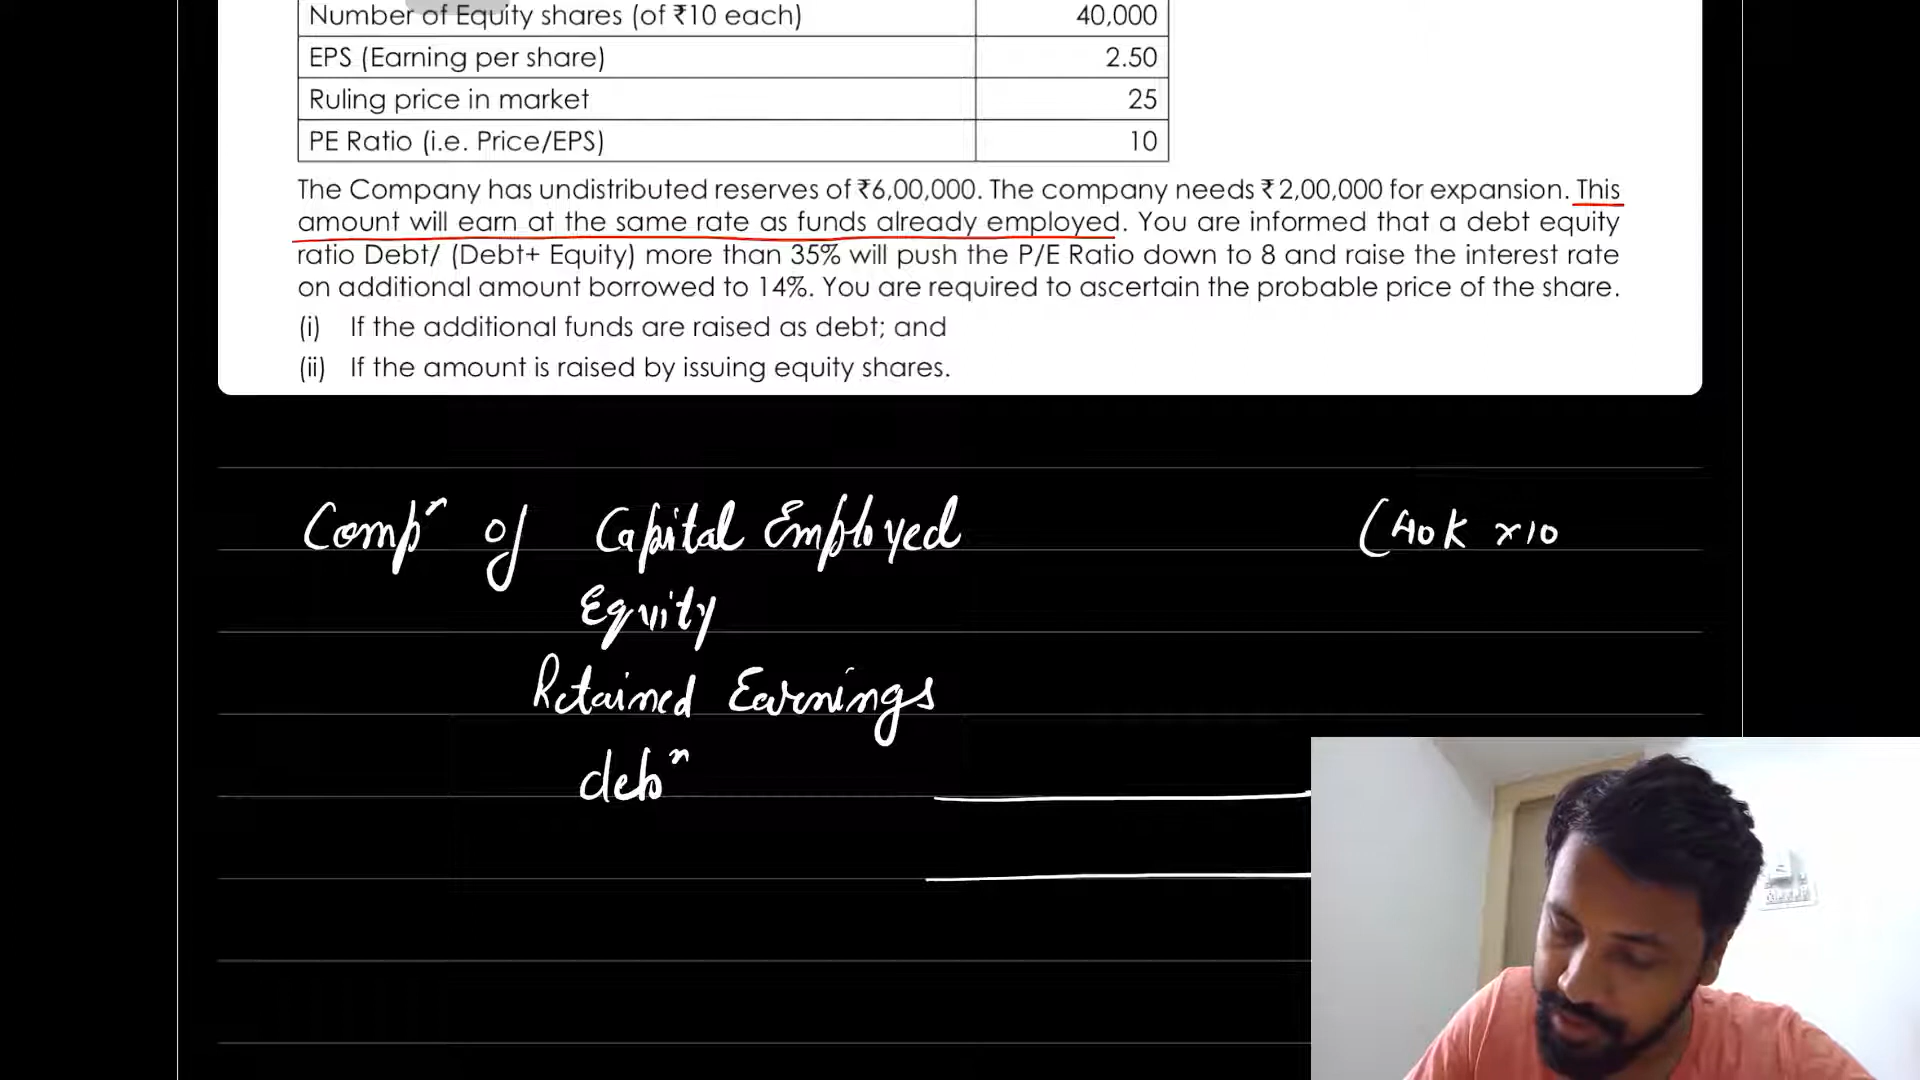 Number of Equity shares (of ₹10 each) 40,000
EPS (Earning per share) 2.50
Ruling price in market 25
PE Ratio (i.e. Price/EPS) 10
The Company has undistributed reserves of ₹6,00,000. The company needs ₹2,00,000 for expansion. This
amount will earn at the same rate as funds already employed. You are informed that a debt equity
ratio Debt/ (Debt+ Equity) more than 35% will push the P/E Ratio down to 8 and raise the interest rate
on additional amount borrowed to 14%. You are required to ascertain the probable price of the share.
(i) If the additional funds are raised as debt; and
(ii) If the amount is raised by issuing equity shares.
Compⁿ of Capital Employed (40K ×10
Equity
Retained Earnings
debⁿ